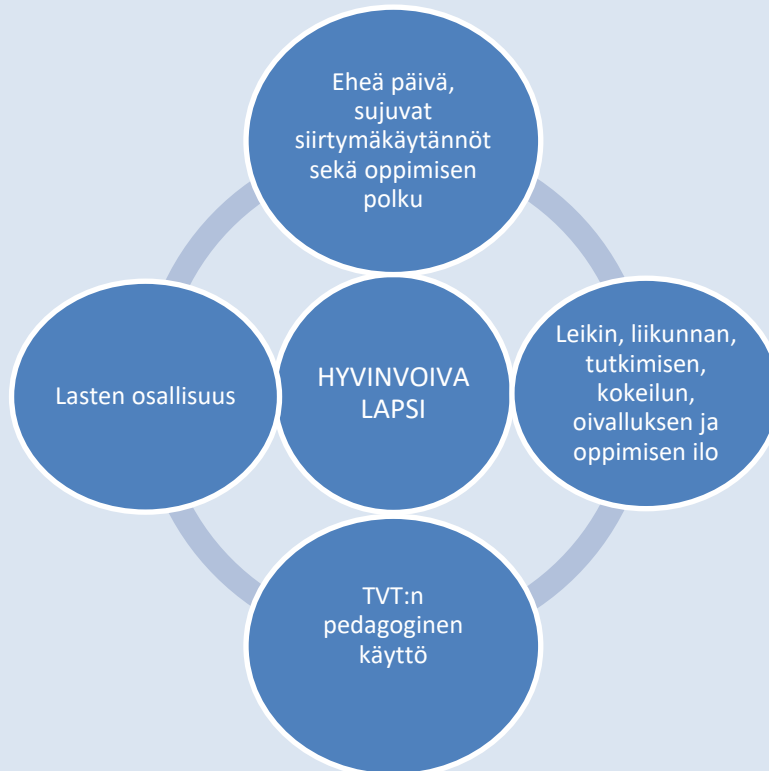 Eheä päivä,
sujuvat
siirtymäkäytännöt
sekä oppimisen
polku
Lasten osallisuus
HYVINVOIVA
LAPSI
Leikin, liikunnan,
tutkimisen,
kokeilun,
oivalluksen ja
oppimisen ilo
TVT:n
pedagoginen
käyttö